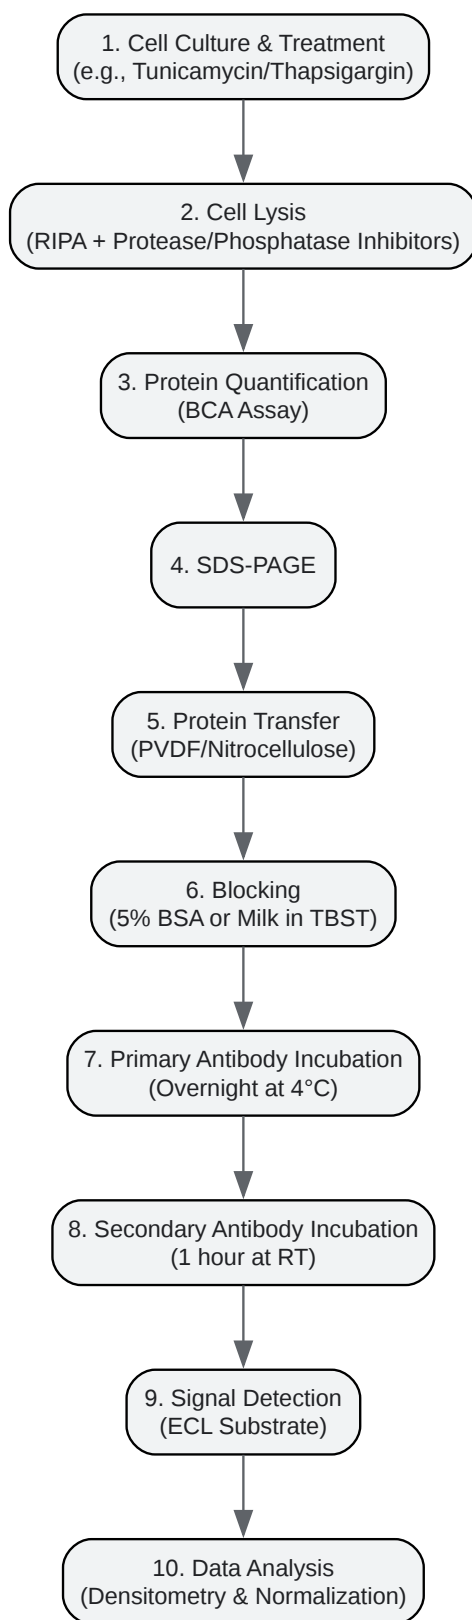 1. Cell Culture & Treatment
(e.g., Tunicamycin/Thapsigargin)
2. Cell Lysis
(RIPA + Protease/Phosphatase Inhibitors)
3. Protein Quantification
(BCA Assay)
4. SDS-PAGE
5. Protein Transfer
(PVDF/Nitrocellulose)
6. Blocking
(5% BSA or Milk in TBST)
7. Primary Antibody Incubation
(Overnight at 4°C)
8. Secondary Antibody Incubation
(1 hour at RT)
9. Signal Detection
(ECL Substrate)
10. Data Analysis
(Densitometry & Normalization)